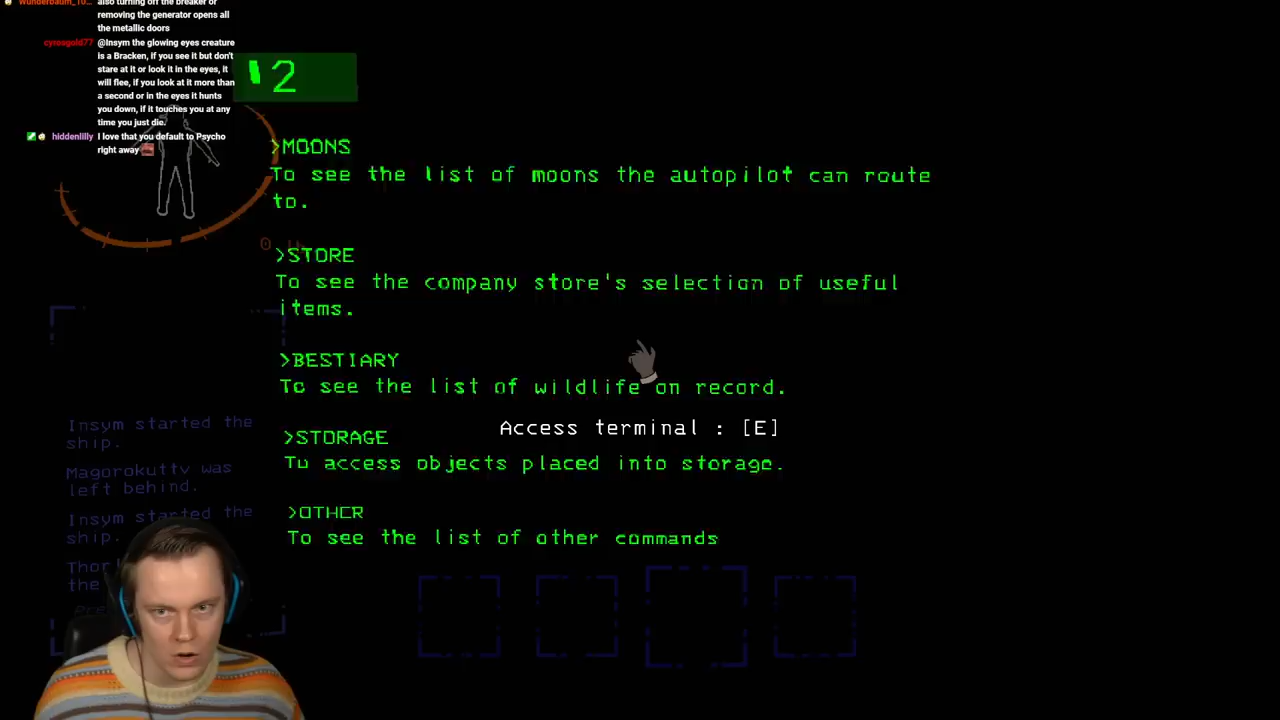 Wunderbaum_10...
also turning off the breaker or
removing the generator opens all
the metallic doors
cyrosgold77 @Insym the glowing eyes creature
is a Bracken, if you see it but don't
stare at it or look it in the eyes, it
will flee, if you look at it more than
a second or in the eyes it hunts
you down, if it touches you at any
time you just die.
hiddenlilly I love that you default to Psycho
right away
2
>MOONS
To see the list of moons the autopilot can route
to.
>STORE
To see the company store's selection of useful
items.
>BESTIARY
To see the list of wildlife on record.
>STORAGE
To access objects placed into storage.
>OTHER
To see the list of other commands
Access terminal : [E]
Insym started the
ship.
Magorokutty was
left behind.
Insym started the
ship.
the